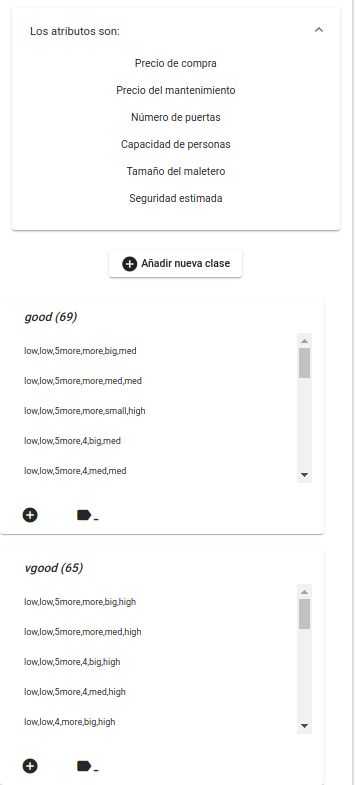 Los atributos son:
Precio de compra
Precio del mantenimiento
Número de puertas
Capacidad de personas
Tamaño del maletero
Seguridad estimada
Añadir nueva clase
good (69)
low,low,5more,more,big,med
low,low,5more,more,med,med
low,low,5more,more,small,high
low,low,5more,4,big,med
low,low,5more,4,med,med
vgood (65)
low,low,5more,more,big,high
low,low,5more,more,med,high
low,low,5more,4,big,high
low,low,5more,4,med,high
low,low,4,more,big,high